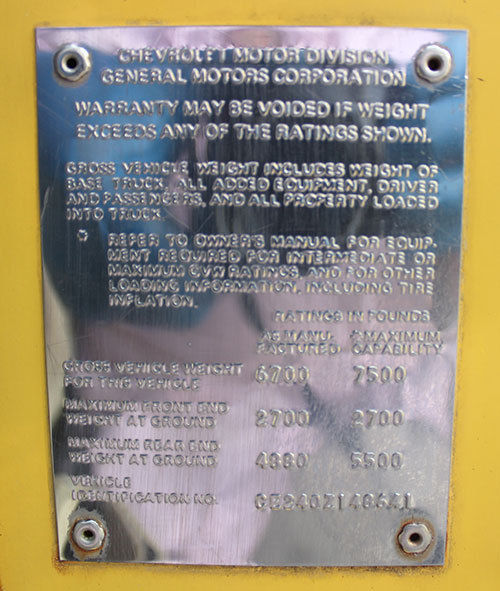 CHEVROLET MOTOR DIVISION
GENERAL MOTORS CORPORATION
WARRANTY MAY BE VOIDED IF WEIGHT
EXCEEDS ANY OF THE RATINGS SHOWN.
GROSS VEHICLE WEIGHT INCLUDES WEIGHT OF
BASE TRUCK, ALL ADDED EQUIPMENT, DRIVER
AND PASSENGERS, AND ALL PROPERTY LOADED
INTO TRUCK.
* REFER TO OWNER'S MANUAL FOR EQUIP-
MENT REQUIRED FOR INTERMEDIATE OR
MAXIMUM GVW RATINGS, AND FOR OTHER
LOADING INFORMATION, INCLUDING TIRE
INFLATION.
RATINGS IN POUNDS
AS MANU- *MAXIMUM
FACTURED CAPABILITY
GROSS VEHICLE WEIGHT 6700 7500
FOR THIS VEHICLE
MAXIMUM FRONT END 2700 2700
WEIGHT AT GROUND
MAXIMUM REAR END
WEIGHT AT GROUND 5500
VEHICLE
IDENTIFICATION NO.